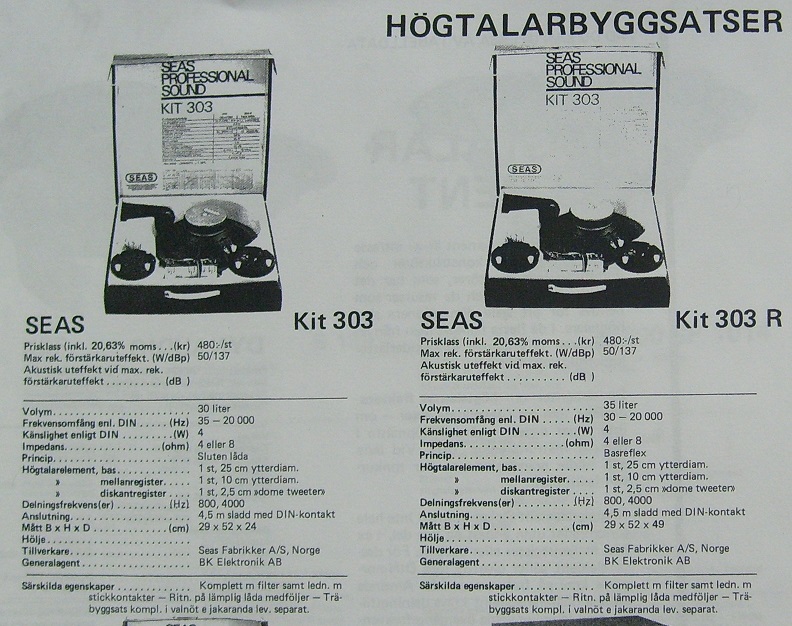 HÖGTALARBYGGSATSER
SEAS
PROFESSIONAL
SOUND
KIT 303
SEAS
SEAS
PROFESSIONAL
SOUND
KIT 303
SEAS
SEAS Kit 303
Prisklass (inkl. 20,63% moms . . .(kr) 480:-/st
Max rek. förstärkaruteffekt. (W/dBp) 50/137
Akustisk uteffekt vid max. rek.
förstärkaruteffekt . . . . . . . . . . (dB )
Volym. . . . . . . . . . . . . . . . . . . . . . . 30 liter
Frekvensomfång enl. DIN . . . . . (Hz) 35 – 20 000
Känslighet enligt DIN . . . . . . . . . (W) 4
Impedans. . . . . . . . . . . . . . . . (ohm) 4 eller 8
Princip. . . . . . . . . . . . . . . . . . . . . . Sluten låda
Högtalarelement, bas. . . . . . . . . . . . 1 st, 25 cm ytterdiam.
» mellanregister. . . . . 1 st, 10 cm ytterdiam.
» diskantregister . . . . 1 st, 2,5 cm »dome tweeten»
Delningsfrekvens(er) . . . . . . . . (Hz) 800, 4000
Anslutning. . . . . . . . . . . . . . . . . . . . 4,5 m sladd med DIN-kontakt
Mått B x H x D . . . . . . . . . . . . (cm) 29 x 52 x 24
Hölje. . . . . . . . . . . . . . . . . . . . . . .
Tillverkare. . . . . . . . . . . . . . . . . . . . Seas Fabrikker A/S, Norge
Generalagent . . . . . . . . . . . . . . . . . BK Elektronik AB
Särskilda egenskaper . . . . . . . . . . . . Komplett m filter samt ledn. m
stickkontakter – Ritn. på lämplig låda medföljer – Trä-
byggsats kompl. i valnöt e jakaranda lev. separat.
SEAS
SEAS Kit 303 R
Prisklass (inkl. 20,63% moms . . .(kr) 480:-/st
Max rek. förstärkaruteffekt. (W/dBp) 50/137
Akustisk uteffekt vid max. rek.
förstärkaruteffekt . . . . . . . . . . (dB )
Volym. . . . . . . . . . . . . . . . . . . . . . . 35 liter
Frekvensomfång enl. DIN . . . . . (Hz) 30 – 20 000
Känslighet enligt DIN . . . . . . . . . (W) 4
Impedans. . . . . . . . . . . . . . . . (ohm) 4 eller 8
Princip. . . . . . . . . . . . . . . . . . . . . . Basreflex
Högtalarelement, bas. . . . . . . . . . . . 1 st, 25 cm ytterdiam.
» mellanregister. . . . . 1 st, 10 cm ytterdiam.
» diskantregister . . . . 1 st, 2,5 cm »dome tweeten»
Delningsfrekvens(er) . . . . . . . . (Hz) 800, 4000
Anslutning. . . . . . . . . . . . . . . . . . . . 4,5 m sladd med DIN-kontakt
Mått B x H x D . . . . . . . . . . . . (cm) 29 x 52 x 49
Hölje. . . . . . . . . . . . . . . . . . . . . . .
Tillverkare. . . . . . . . . . . . . . . . . . . . Seas Fabrikker A/S, Norge
Generalagent . . . . . . . . . . . . . . . . . BK Elektronik AB
Särskilda egenskaper . . . . . . . . . . . . Komplett m filter samt ledn. m
stickkontakter – Ritn. på lämplig låda medföljer – Trä-
byggsats kompl. i valnöt e jakaranda lev. separat.